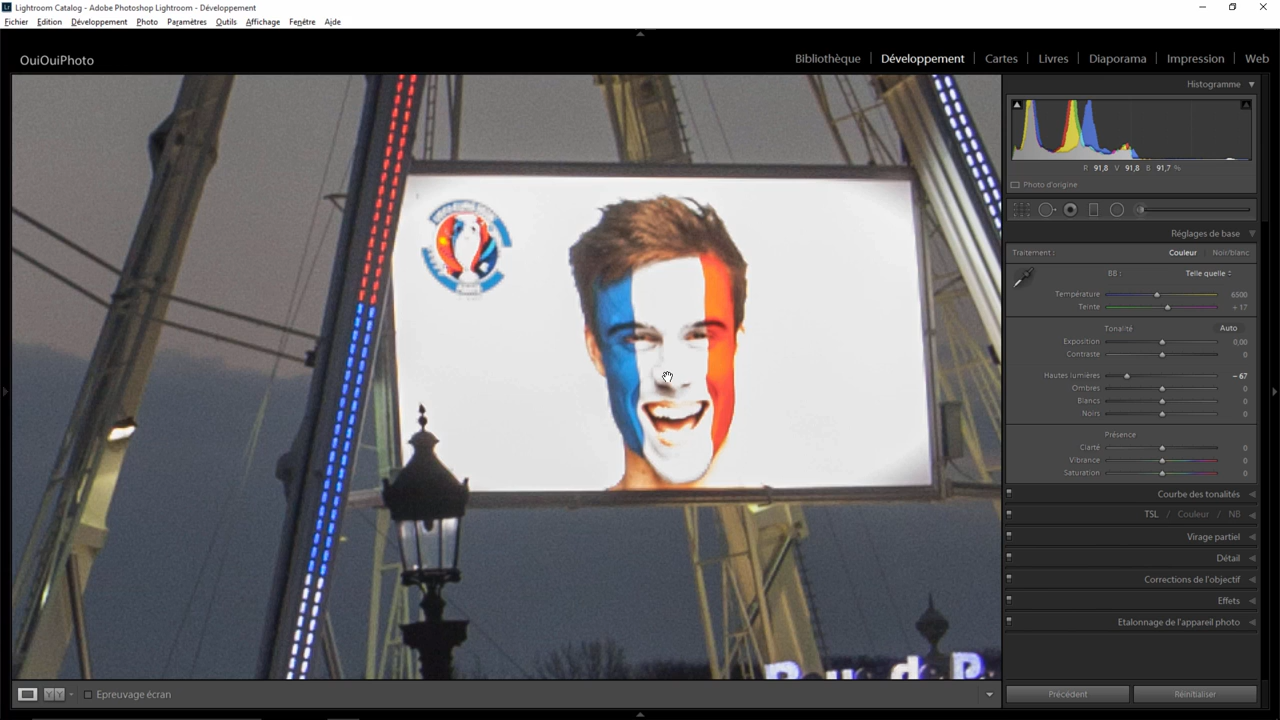 Lightroom Catalog - Adobe Photoshop Lightroom - Développement
Fichier Edition Développement Photo Paramètres Outils Affichage Fenêtre Aide
OuiOuiPhoto
Bibliothèque | Développement | Cartes | Livres | Diaporama | Impression | Web
Histogramme
R 91,8 V 91,8 B 91,7 %
Photo d'origine
Réglages de base
Traitement : Couleur Noir/blanc
BB : Telle quelle
Température 6500
Teinte + 17
Tonalité Auto
Exposition 0,00
Contraste 0
Hautes lumières – 67
Ombres 0
Blancs 0
Noirs 0
Présence
Clarté 0
Vibrance 0
Saturation 0
Courbe des tonalités
TSL / Couleur / NB
Virage partiel
Détail
Corrections de l'objectif
Effets
Etalonnage de l'appareil photo
Epreuvage écran
Précédent Réinitialiser